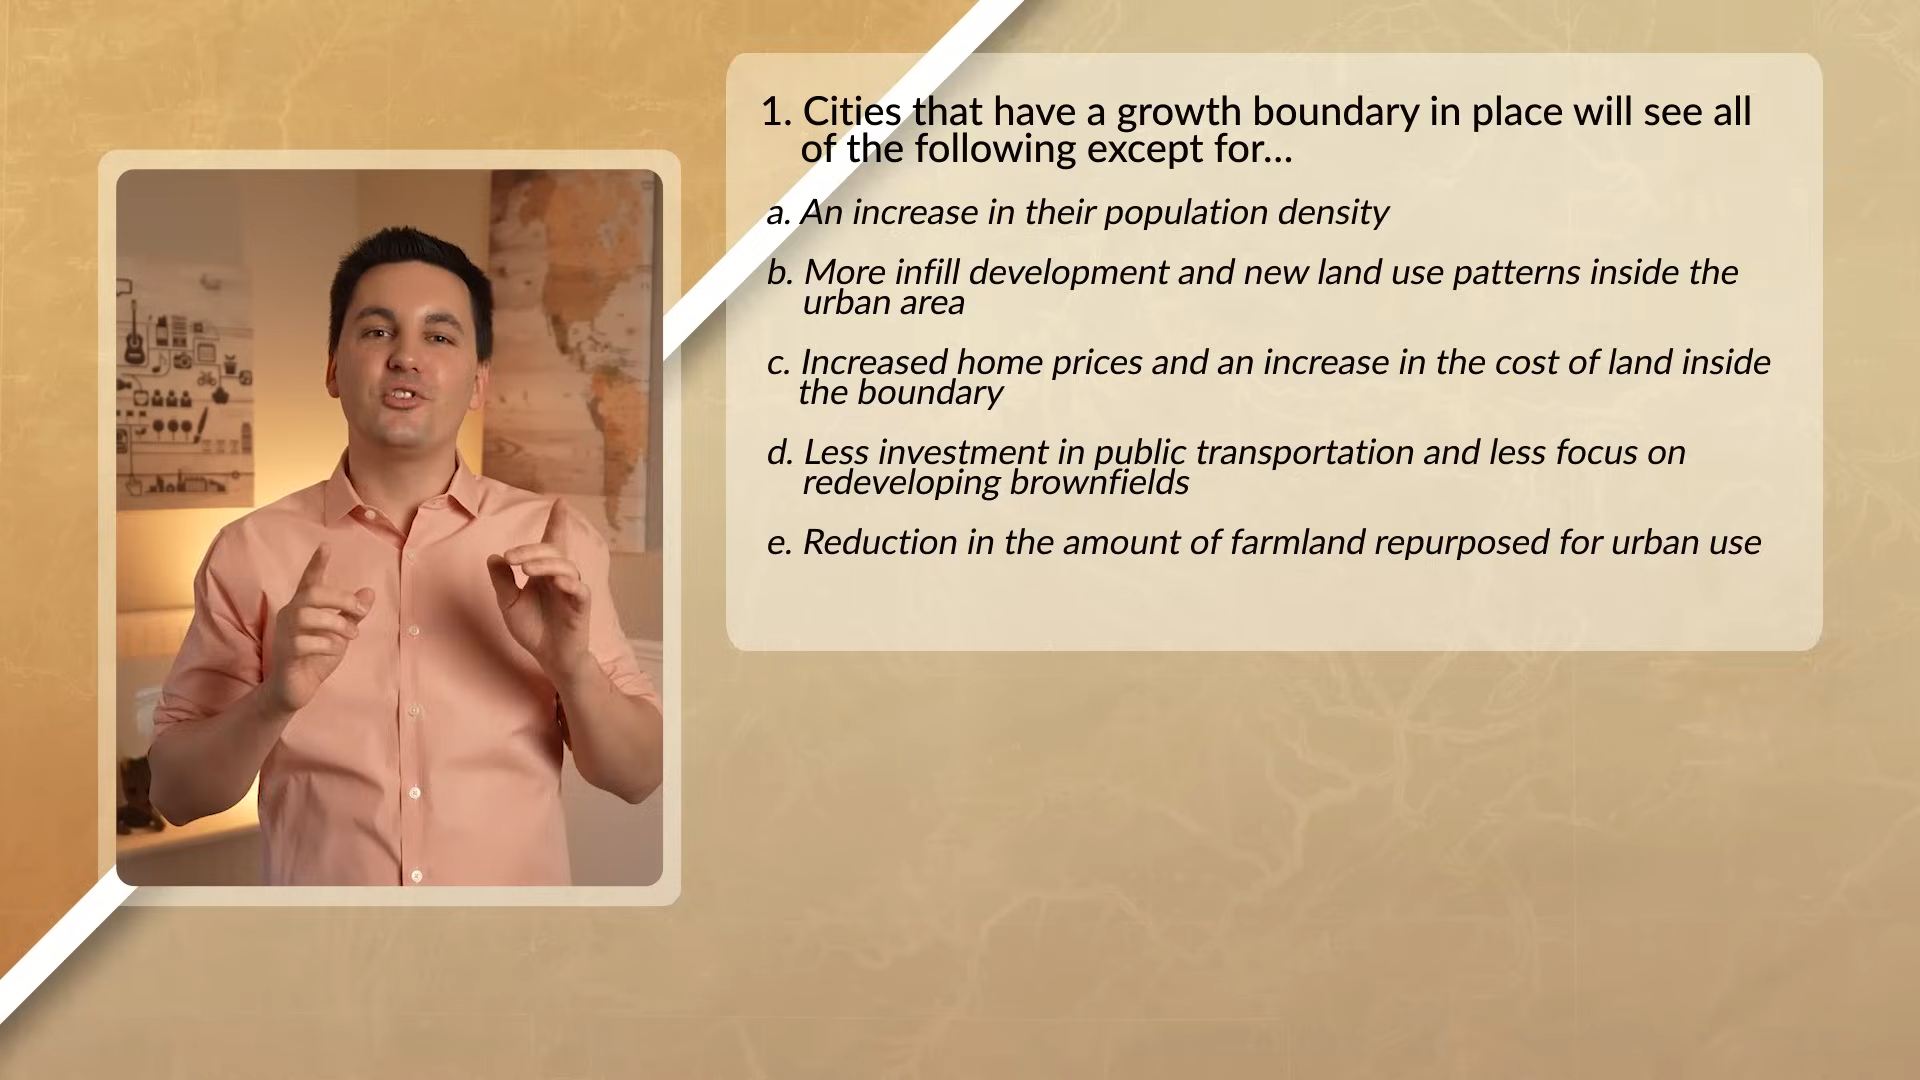 1. Cities that have a growth boundary in place will see all
of the following except for...
a. An increase in their population density
b. More infill development and new land use patterns inside the
urban area
c. Increased home prices and an increase in the cost of land inside
the boundary
d. Less investment in public transportation and less focus on
redeveloping brownfields
e. Reduction in the amount of farmland repurposed for urban use